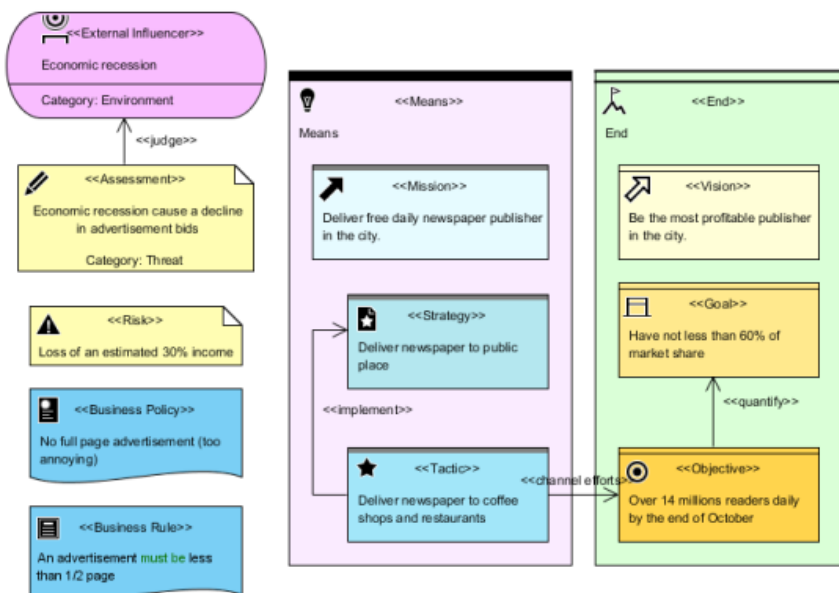 <<External Influencer>>
Economic recession
Category: Environment
<<judge>>
<<Assessment>>
Economic recession cause a decline
in advertisement bids
Category: Threat
<<Risk>>
Loss of an estimated 30% income
<<Business Policy>>
No full page advertisement (too
annoying)
<<Business Rule>>
An advertisement must be less
than 1/2 page
<<Means>>
Means
<<Mission>>
Deliver free daily newspaper publisher
in the city.
<<Strategy>>
Deliver newspaper to public
place
<<implement>>
<<Tactic>>
Deliver newspaper to coffee
shops and restaurants
<<channel efforts>>
<<End>>
End
<<Vision>>
Be the most profitable publisher
in the city.
<<Goal>>
Have not less than 60% of
market share
<<quantify>>
<<Objective>>
Over 14 millions readers daily
by the end of October